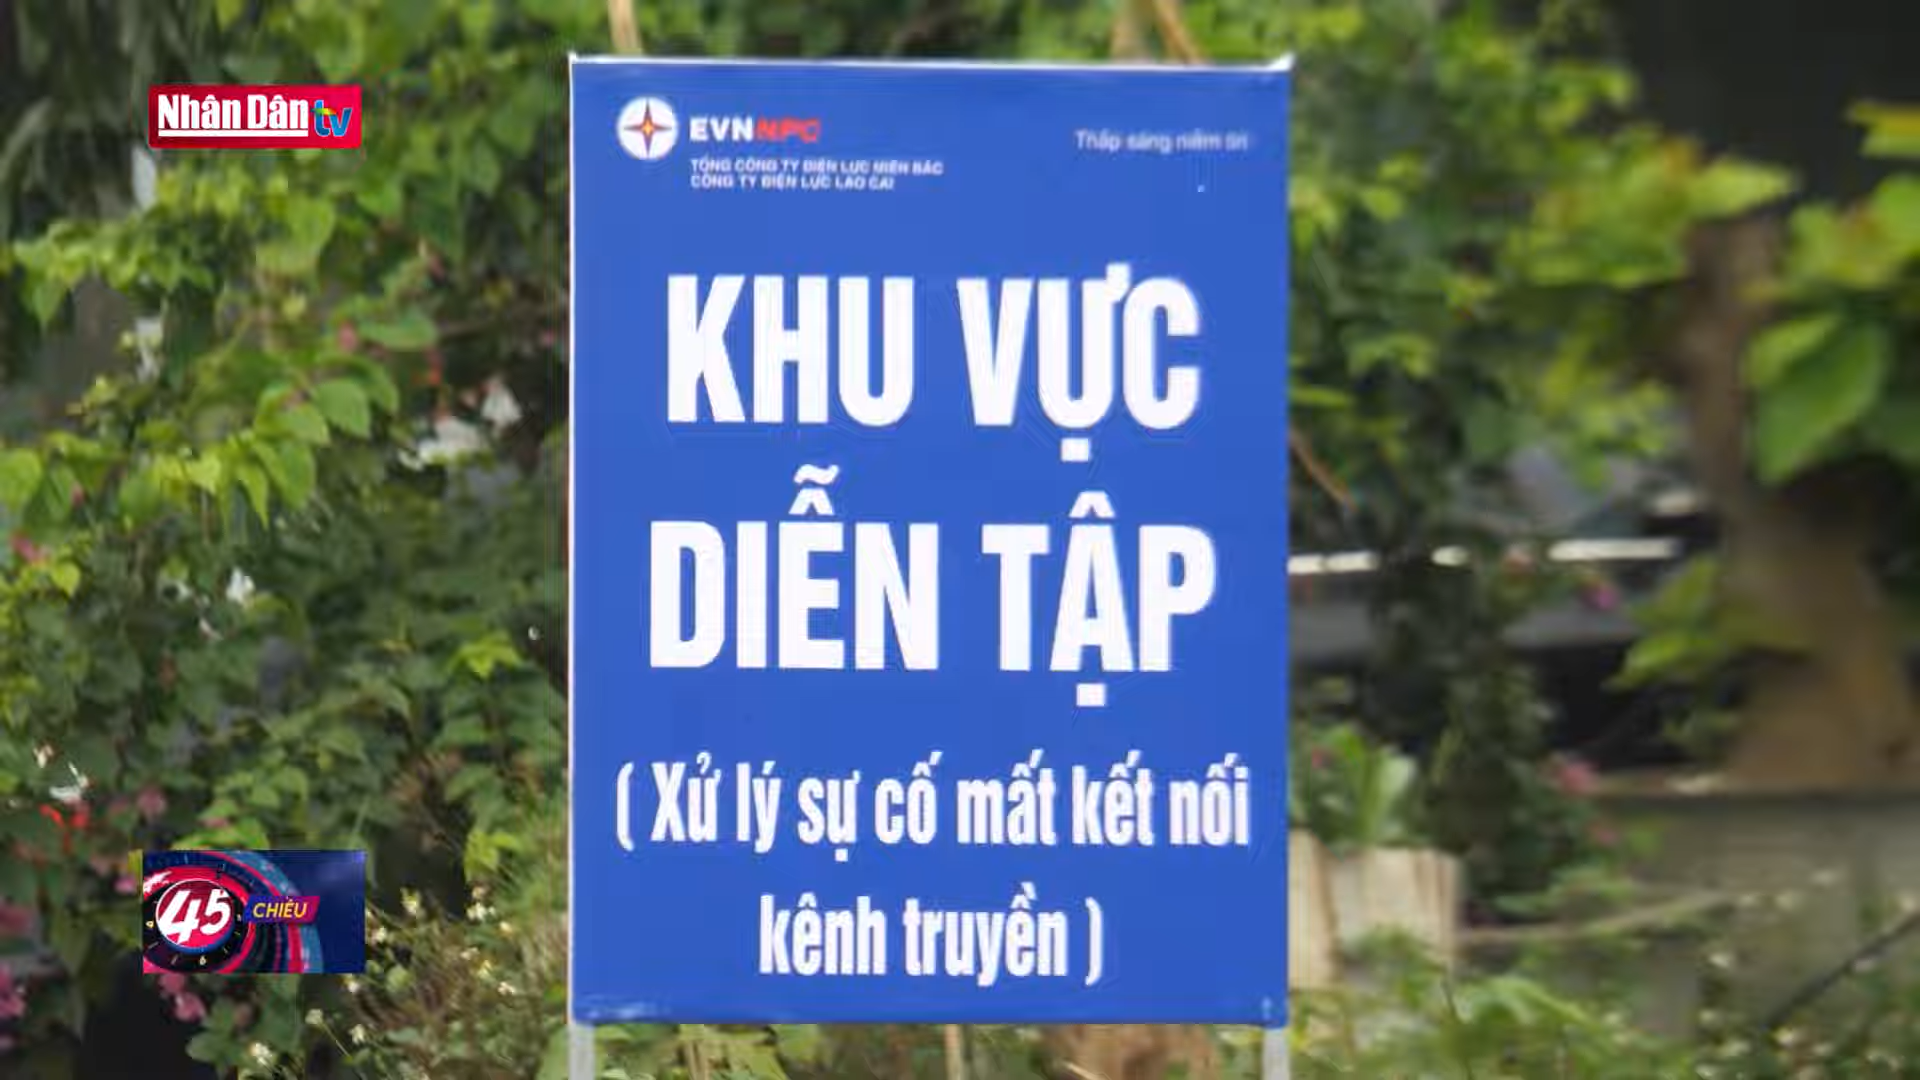 Nhân Dân tv
EVNNPC
TỔNG CÔNG TY ĐIỆN LỰC MIỀN BẮC
CÔNG TY ĐIỆN LỰC LÀO CAI
Thắp sáng niềm tin
KHU VỰC
DIỄN TẬP
( Xử lý sự cố mất kết nối
kênh truyền )
45 CHIỀU